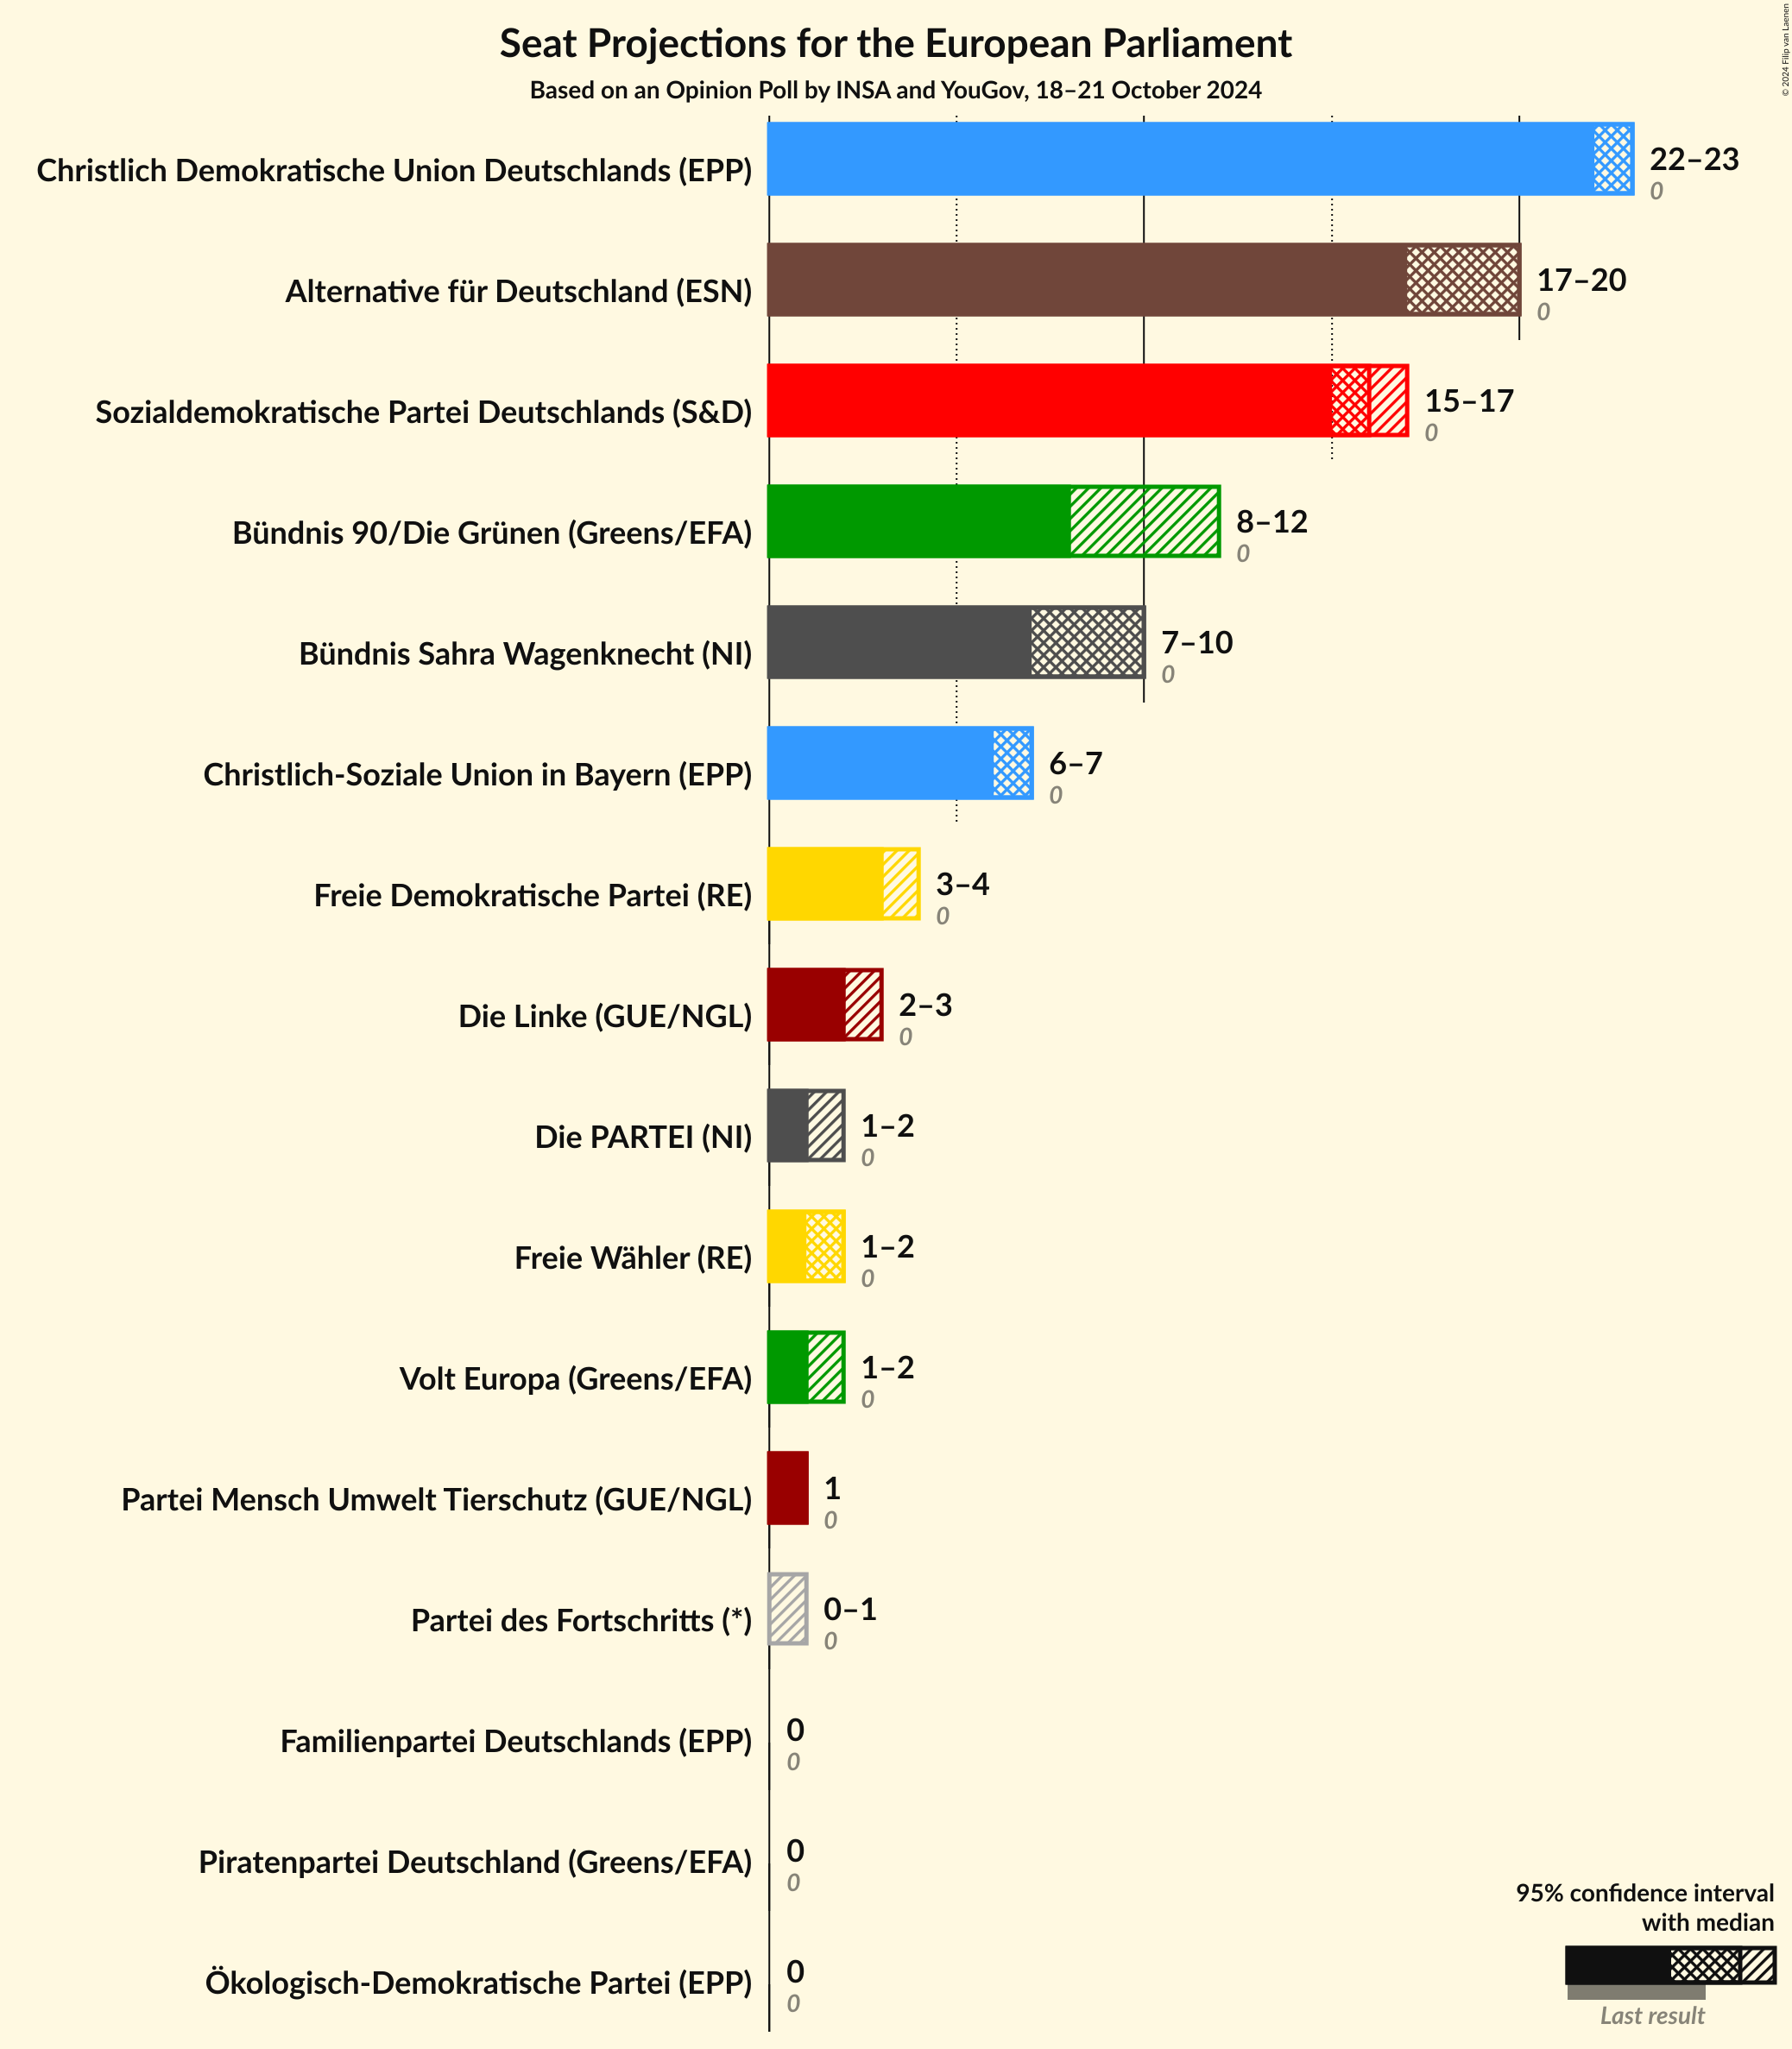 Seat Projections for the European Parliament
Based on an Opinion Poll by INSA and YouGov, 18–21 October 2024
© 2024 Filip van Laenen
Christlich Demokratische Union Deutschlands (EPP)
22–23
0
Alternative für Deutschland (ESN)
17–20
0
Sozialdemokratische Partei Deutschlands (S&D)
15–17
0
Bündnis 90/Die Grünen (Greens/EFA)
8–12
0
Bündnis Sahra Wagenknecht (NI)
7–10
0
Christlich-Soziale Union in Bayern (EPP)
6–7
0
Freie Demokratische Partei (RE)
3–4
0
Die Linke (GUE/NGL)
2–3
0
Die PARTEI (NI)
1–2
0
Freie Wähler (RE)
1–2
0
Volt Europa (Greens/EFA)
1–2
0
Partei Mensch Umwelt Tierschutz (GUE/NGL)
1
0
Partei des Fortschritts (*)
0–1
0
Familienpartei Deutschlands (EPP)
0
0
Piratenpartei Deutschland (Greens/EFA)
0
0
Ökologisch-Demokratische Partei (EPP)
0
0
95% confidence interval
with median
Last result